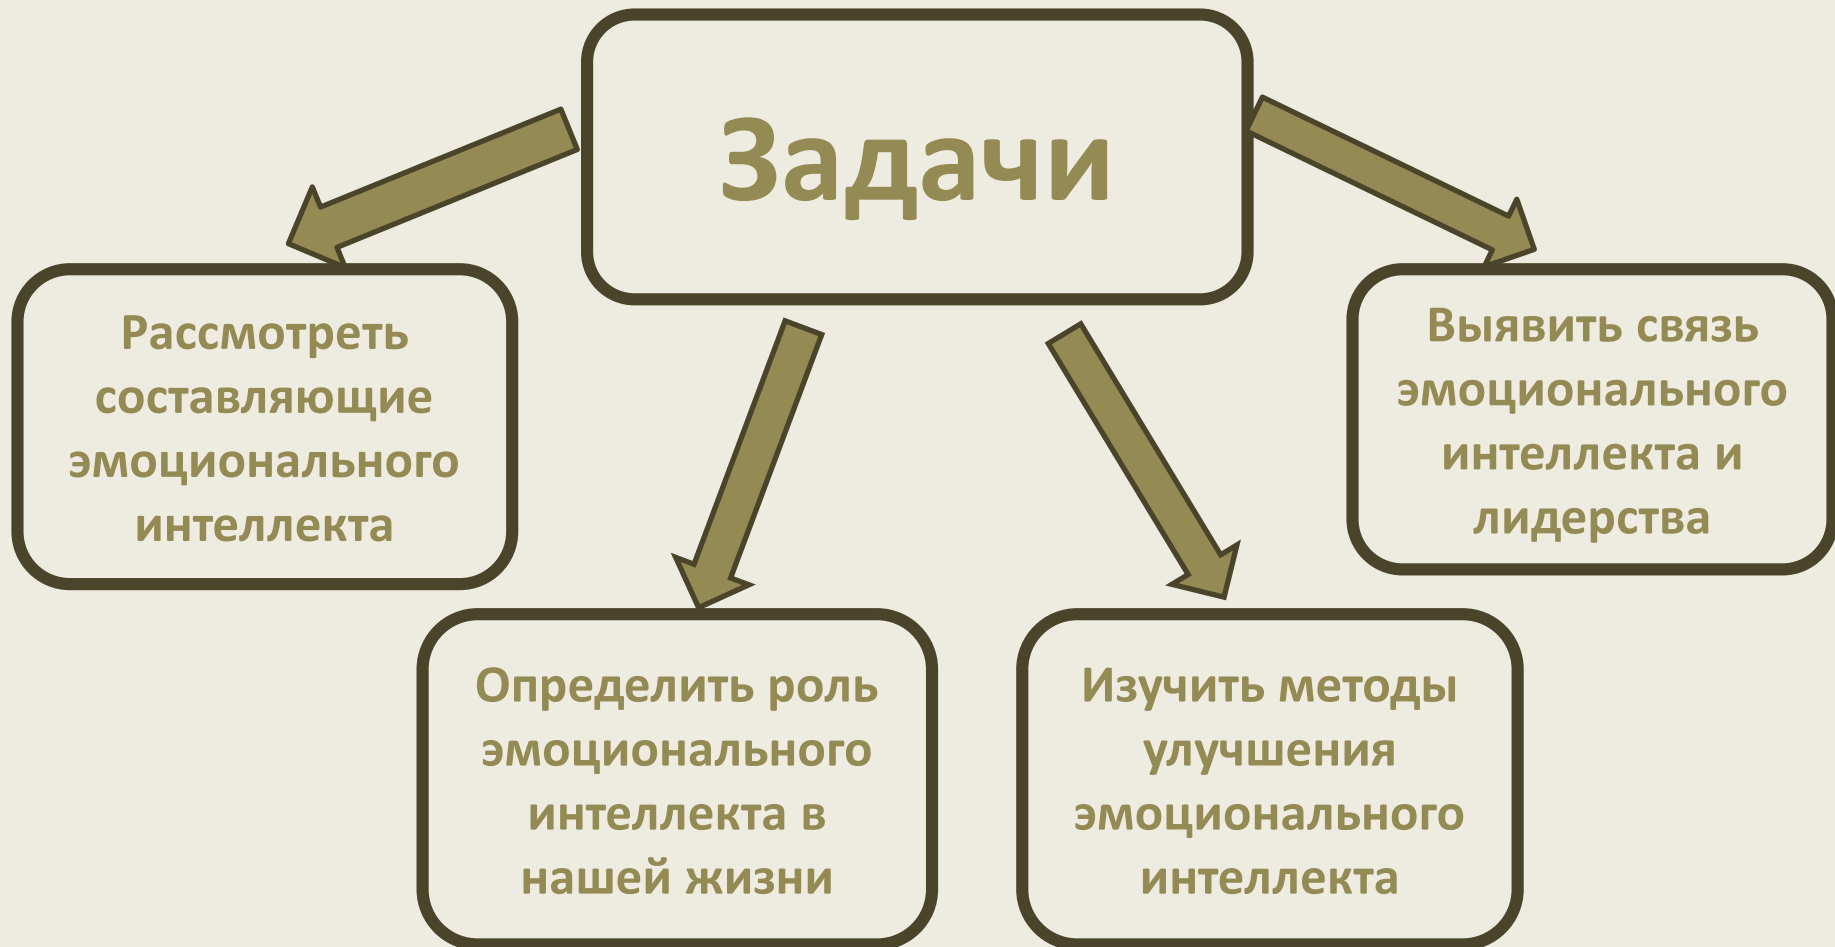 Задачи
Рассмотреть
составляющие
эмоционального
интеллекта
Определить роль
эмоционального
интеллекта в
нашей жизни
Изучить методы
улучшения
эмоционального
интеллекта
Выявить связь
эмоционального
интеллекта и
лидерства